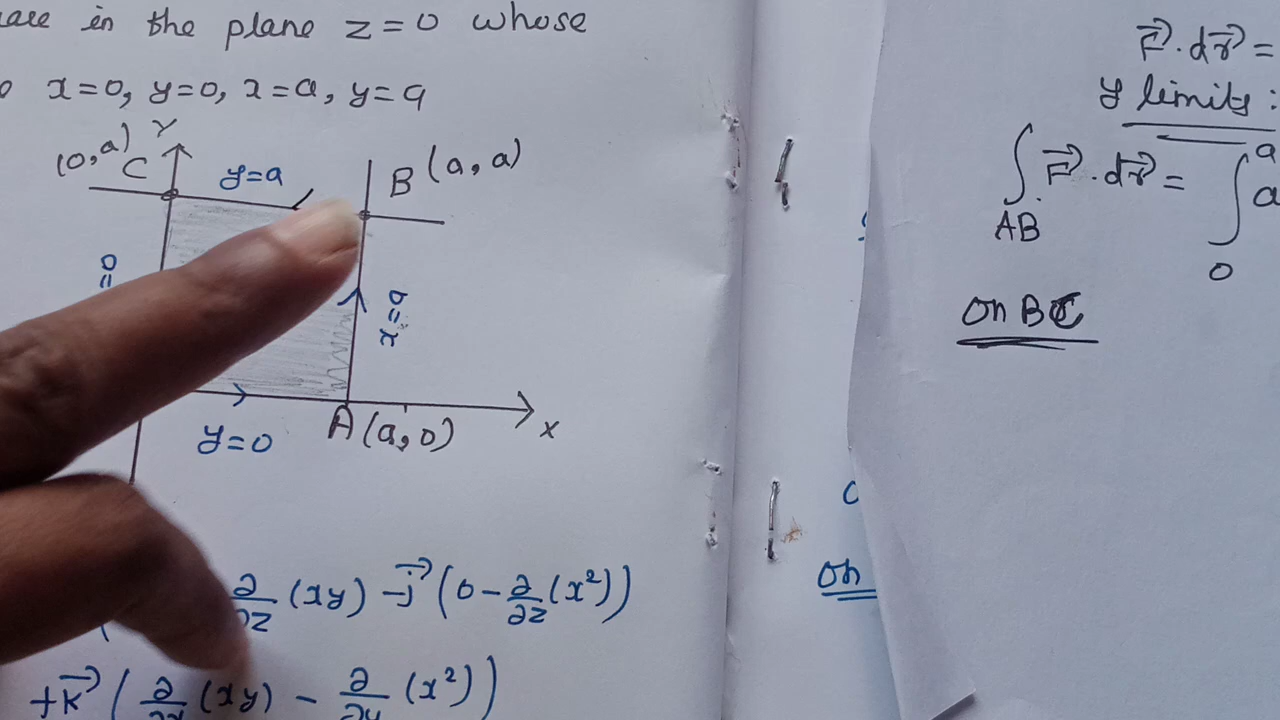 in the plane z=0 whose
x=0, y=0, x=a, y=a
(0,a) C Y
y=a
B (a,a)
=0
x=a
y=0
A(a,0)
x
∂/∂z (xy) -j⃗ (0 - ∂/∂z (x²))
+k⃗ ( ∂/∂x (xy) - ∂/∂y (x²))
F⃗.dr⃗ =
y limits :
∫AB F⃗.dr⃗ = ∫₀ᵃ a
On BC
On